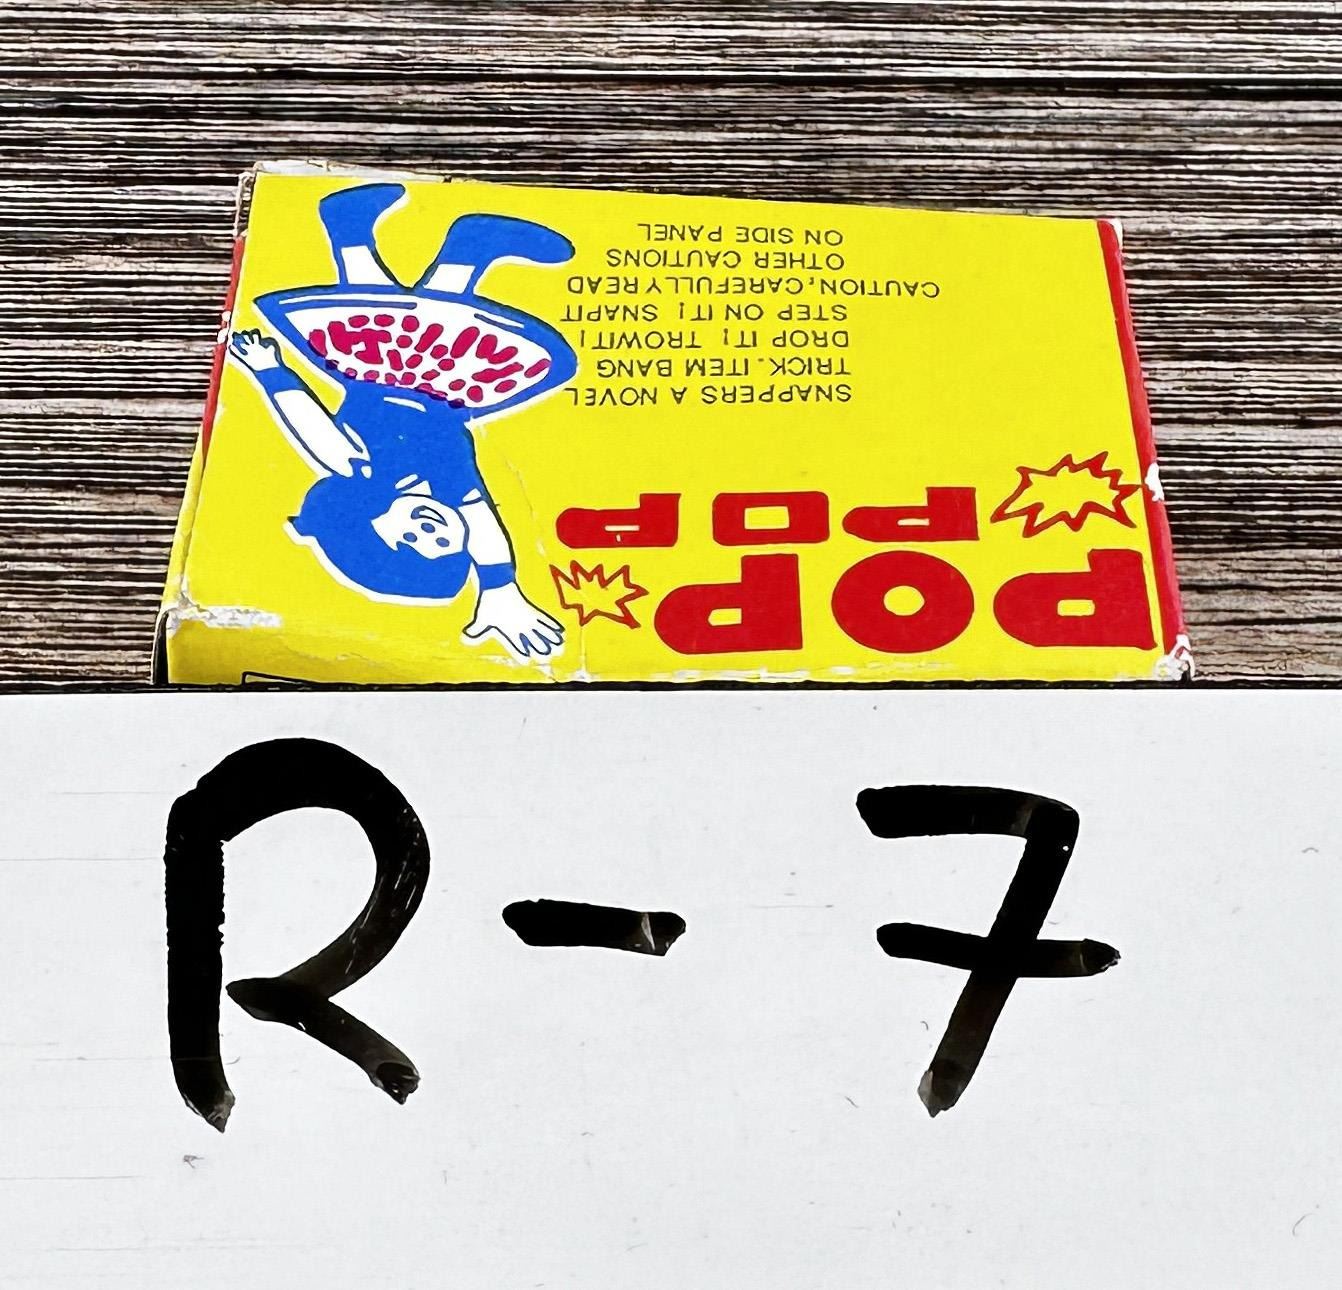 POP
POP
SNAPPERS A NOVEL
TRICK. ITEM BANG
DROP IT! TROWIT!
STEP ON IT! SNAPIT
CAUTION, CAREFULLY READ
OTHER CAUTIONS
ON SIDE PANEL
R-7